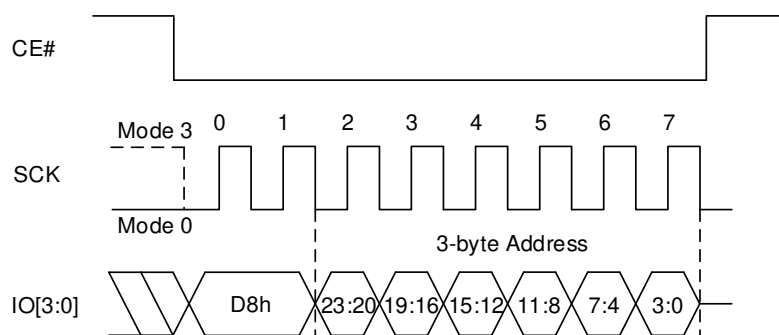 CE#
Mode 3 0 1 2 3 4 5 6 7
SCK
Mode 0
3-byte Address
IO[3:0] D8h 23:20 19:16 15:12 11:8 7:4 3:0